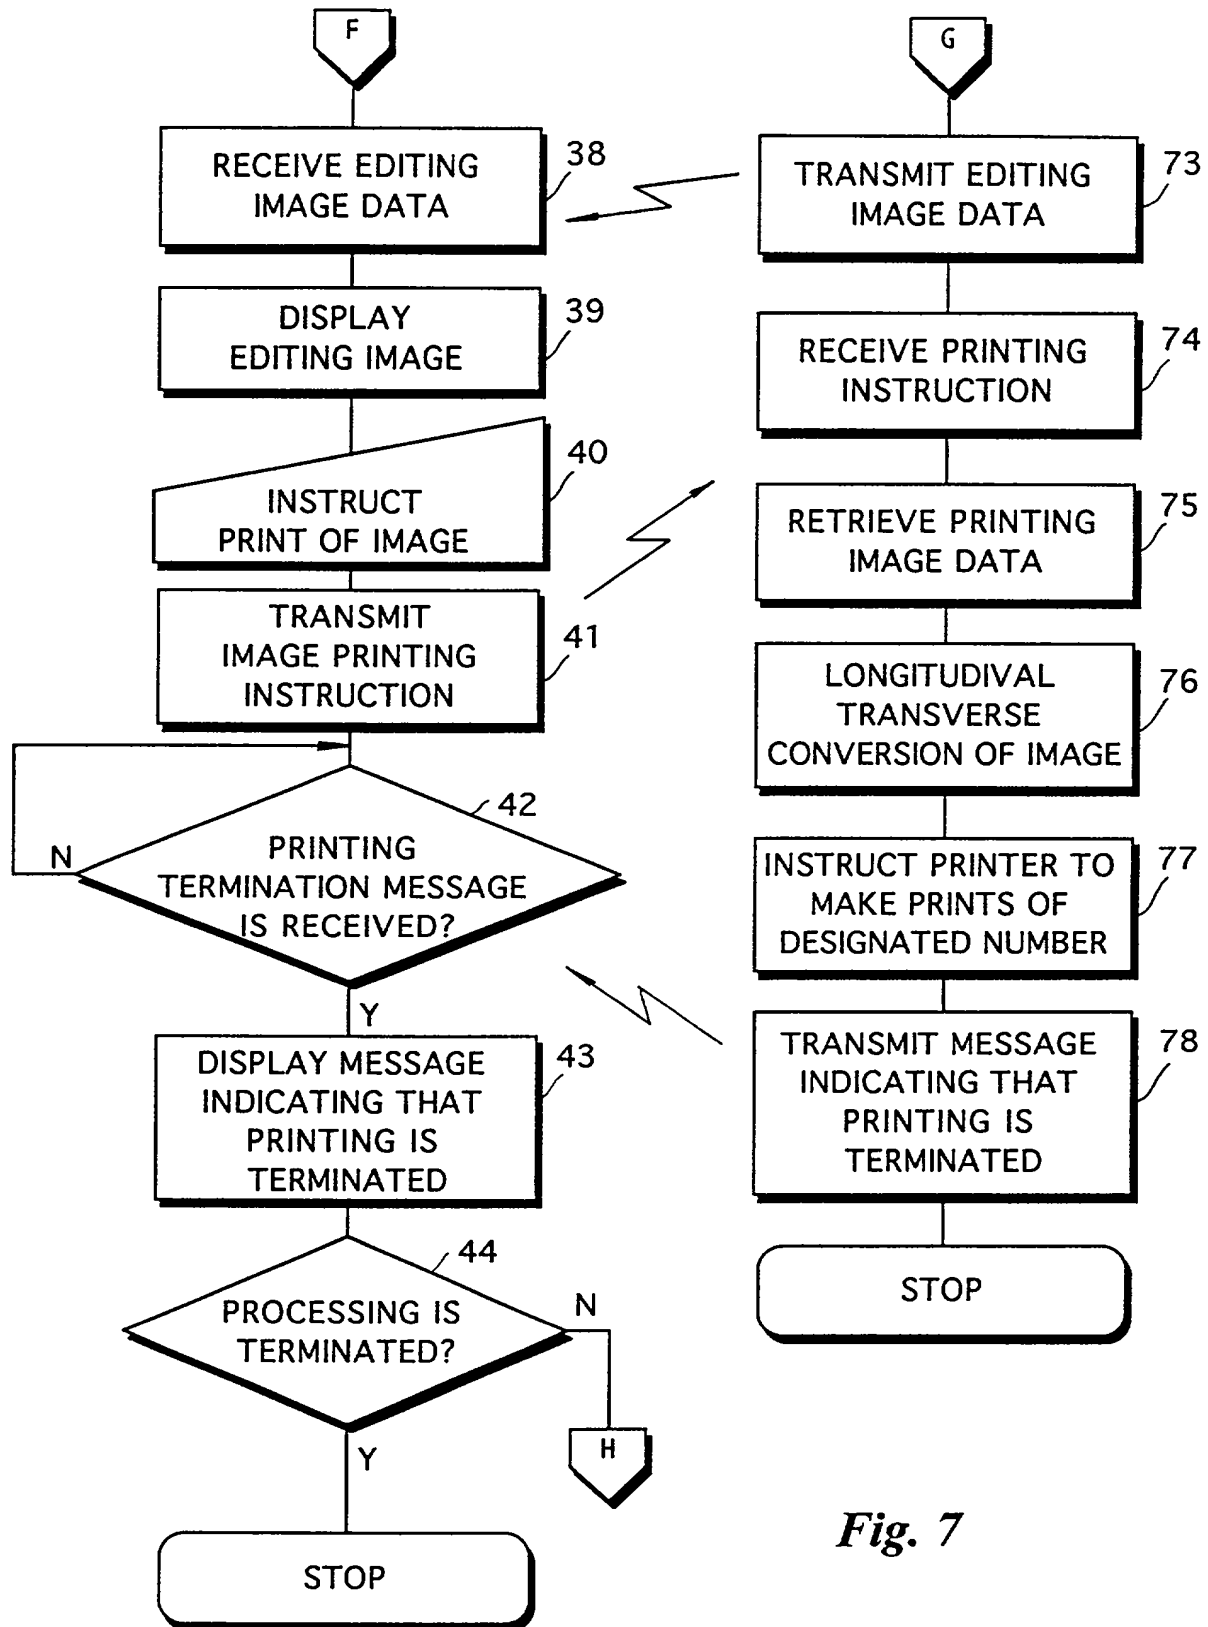 F
RECEIVE EDITING
IMAGE DATA
38
DISPLAY
EDITING IMAGE
39
INSTRUCT
PRINT OF IMAGE
40
TRANSMIT
IMAGE PRINTING
INSTRUCTION
41
PRINTING
TERMINATION MESSAGE
IS RECEIVED?
42
N
Y
DISPLAY MESSAGE
INDICATING THAT
PRINTING IS
TERMINATED
43
PROCESSING IS
TERMINATED?
44
N
H
Y
STOP
G
TRANSMIT EDITING
IMAGE DATA
73
RECEIVE PRINTING
INSTRUCTION
74
RETRIEVE PRINTING
IMAGE DATA
75
LONGITUDIVAL
TRANSVERSE
CONVERSION OF IMAGE
76
INSTRUCT PRINTER TO
MAKE PRINTS OF
DESIGNATED NUMBER
77
TRANSMIT MESSAGE
INDICATING THAT
PRINTING IS
TERMINATED
78
STOP
Fig. 7